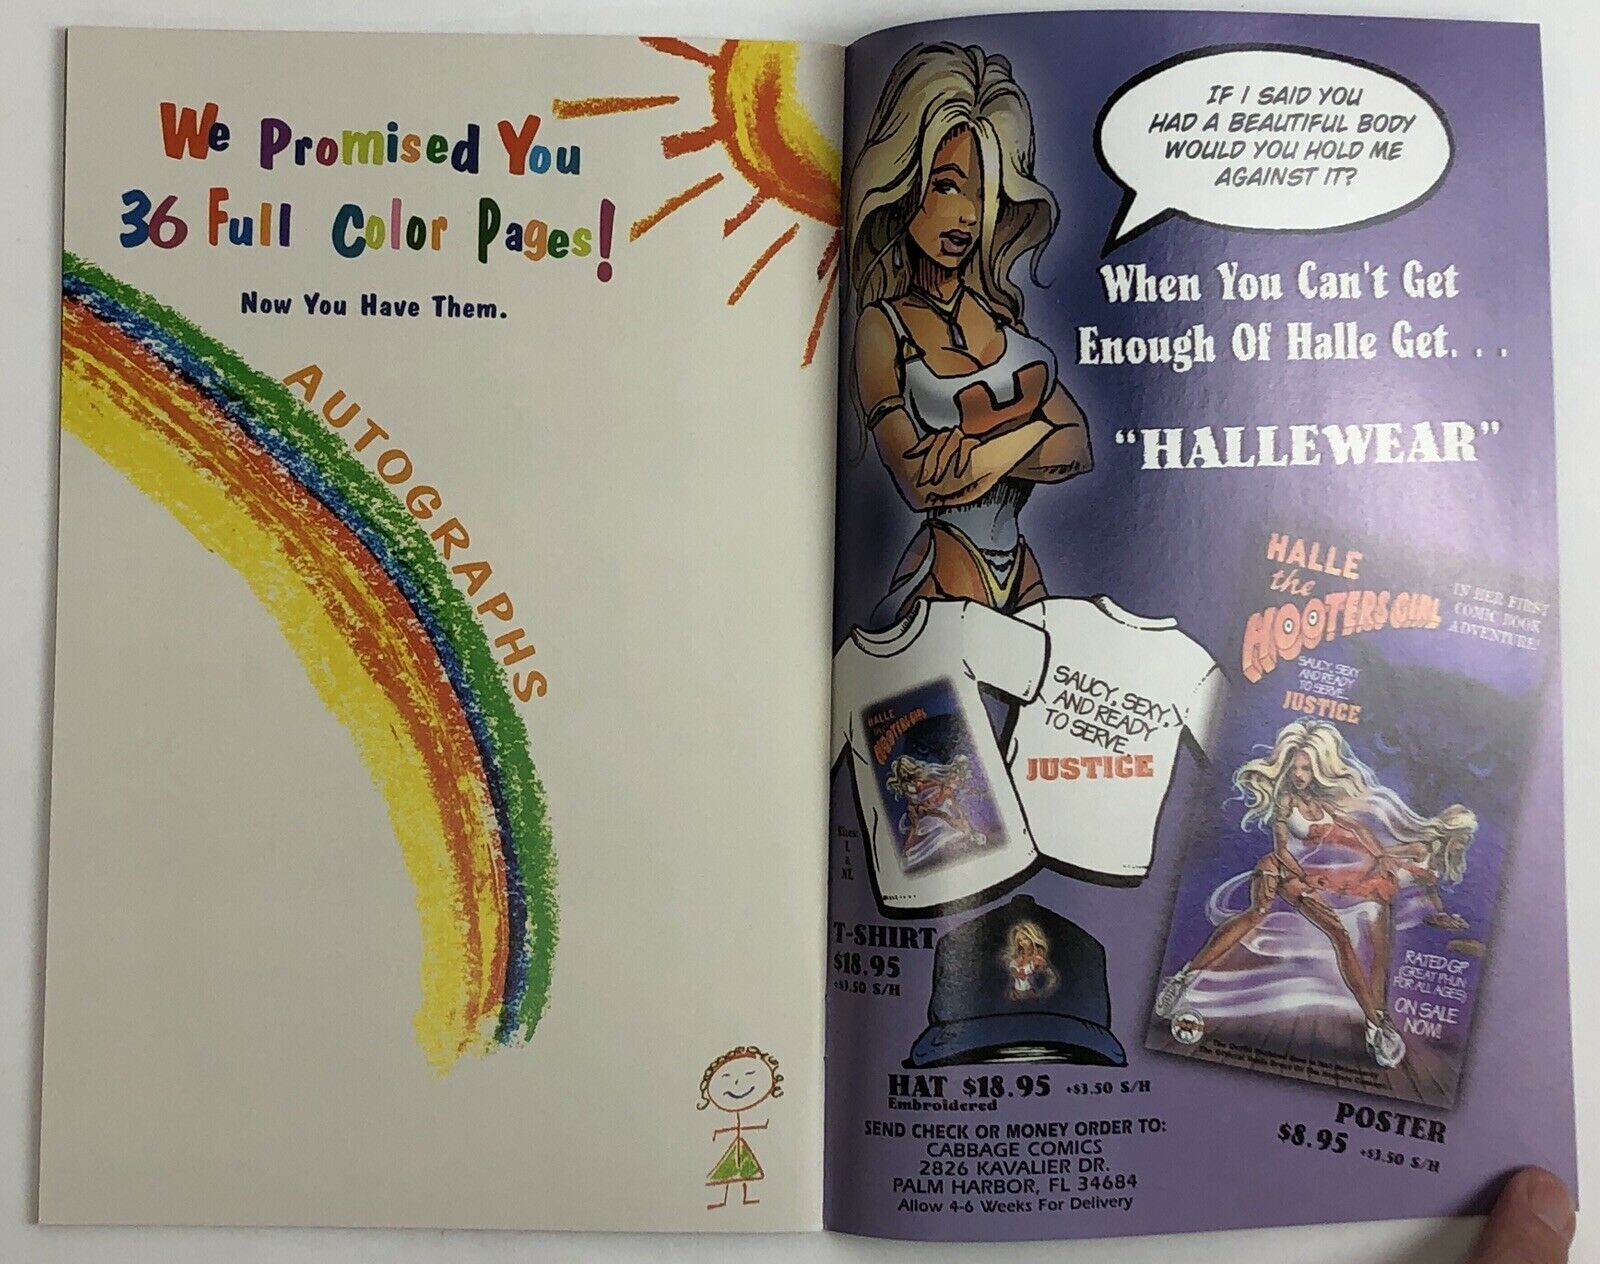 We Promised You
36 Full Color Pages!
Now You Have Them.
AUTOGRAPHS
IF I SAID YOU
HAD A BEAUTIFUL BODY
WOULD YOU HOLD ME
AGAINST IT?
When You Can't Get
Enough Of Halle Get. . .
"HALLEWEAR"
HALLE
the
HOOTERS GIRL
IN HER FIRST
COMIC BOOK
ADVENTURE!
SAUCY, SEXY
AND READY
TO SERVE...
JUSTICE
RATED GP
(GREAT PHUN
FOR ALL AGES)
ON SALE
NOW!
HALLE
the
HOOTERS GIRL
SAUCY, SEXY,
AND READY
TO SERVE
JUSTICE
Sizes:
L
&
T-SHIRT
$18.95
+$3.50 S/H
HAT $18.95 +$3.50 S/H
Embroidered
POSTER
$8.95 +$3.50 S/H
SEND CHECK OR MONEY ORDER TO:
CABBAGE COMICS
2826 KAVALIER DR.
PALM HARBOR, FL 34684
Allow 4-6 Weeks For Delivery